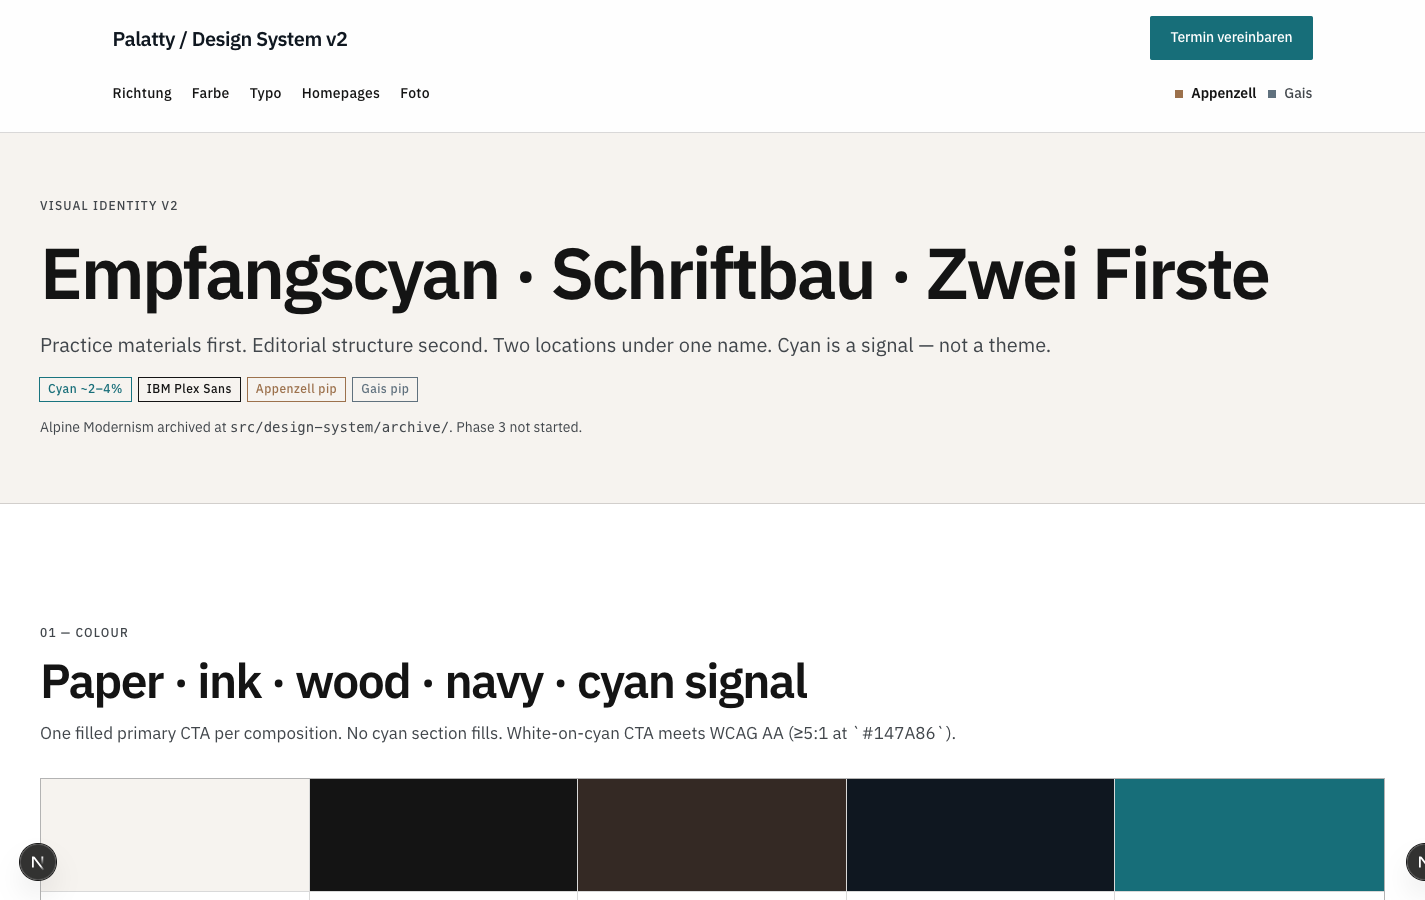 Palatty / Design System v2
Termin vereinbaren
Richtung Farbe Typo Homepages Foto
Appenzell Gais
VISUAL IDENTITY V2
Empfangscyan · Schriftbau · Zwei Firste
Practice materials first. Editorial structure second. Two locations under one name. Cyan is a signal — not a theme.
Cyan ~2–4% IBM Plex Sans Appenzell pip Gais pip
Alpine Modernism archived at src/design-system/archive/. Phase 3 not started.
01 — COLOUR
Paper · ink · wood · navy · cyan signal
One filled primary CTA per composition. No cyan section fills. White-on-cyan CTA meets WCAG AA (≥5:1 at `#147A86`).